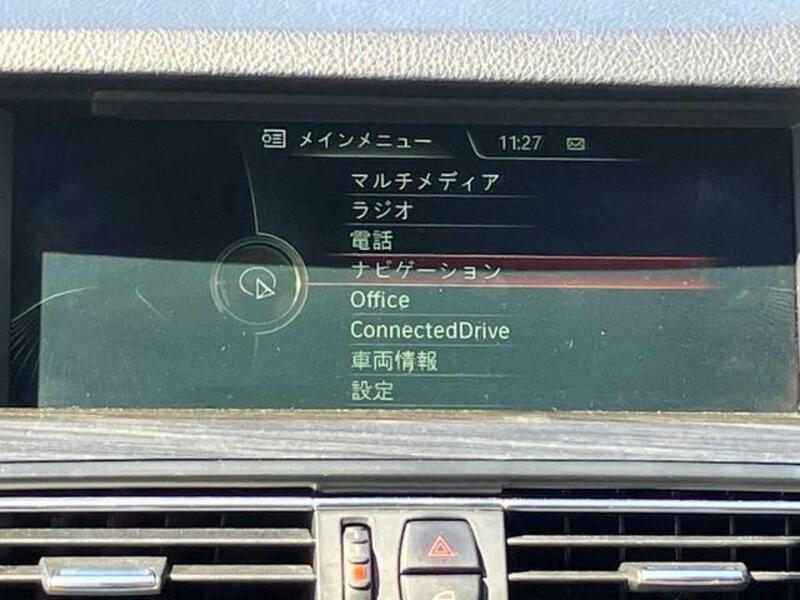 メインメニュー 11:27
マルチメディア
ラジオ
電話
ナビゲーション
Office
ConnectedDrive
車両情報
設定